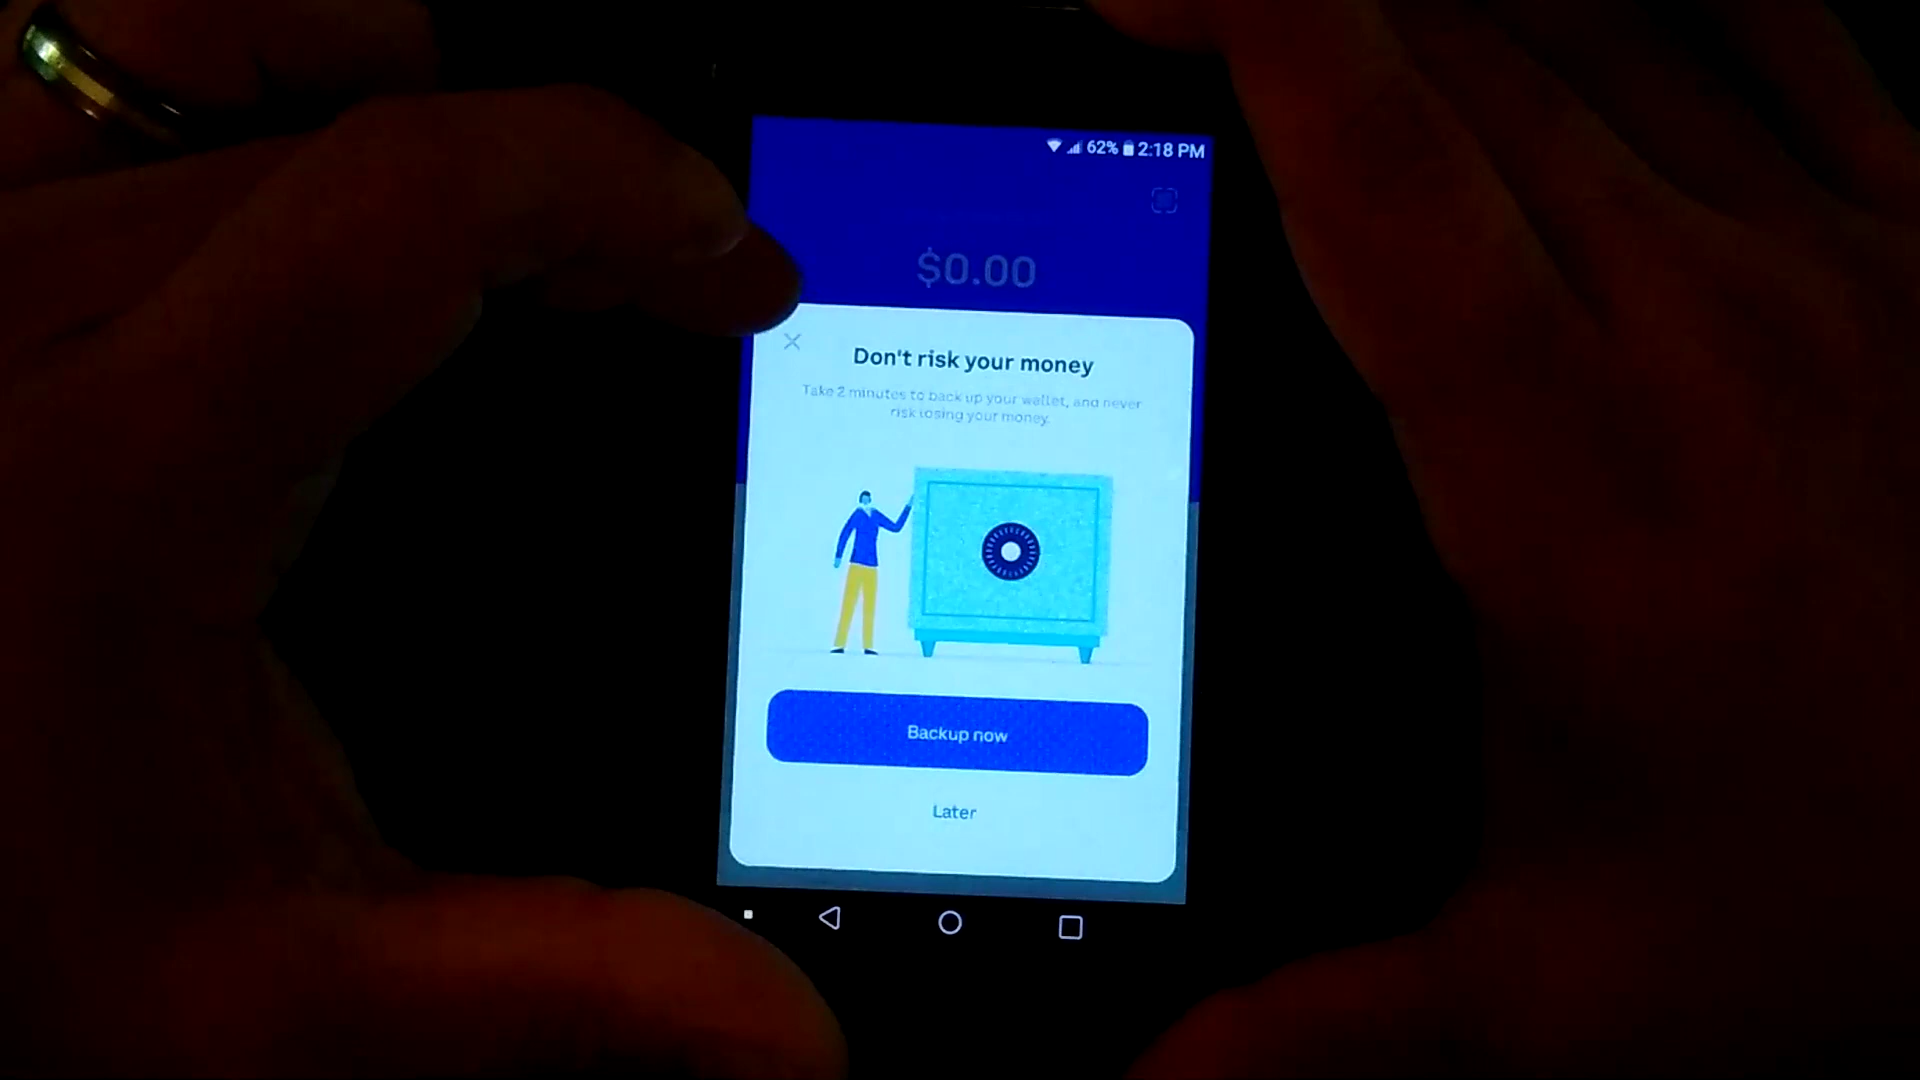 62% 2:18 PM
$0.00
Don't risk your money
Take 2 minutes to back up your wallet, and never
risk losing your money.
Backup now
Later